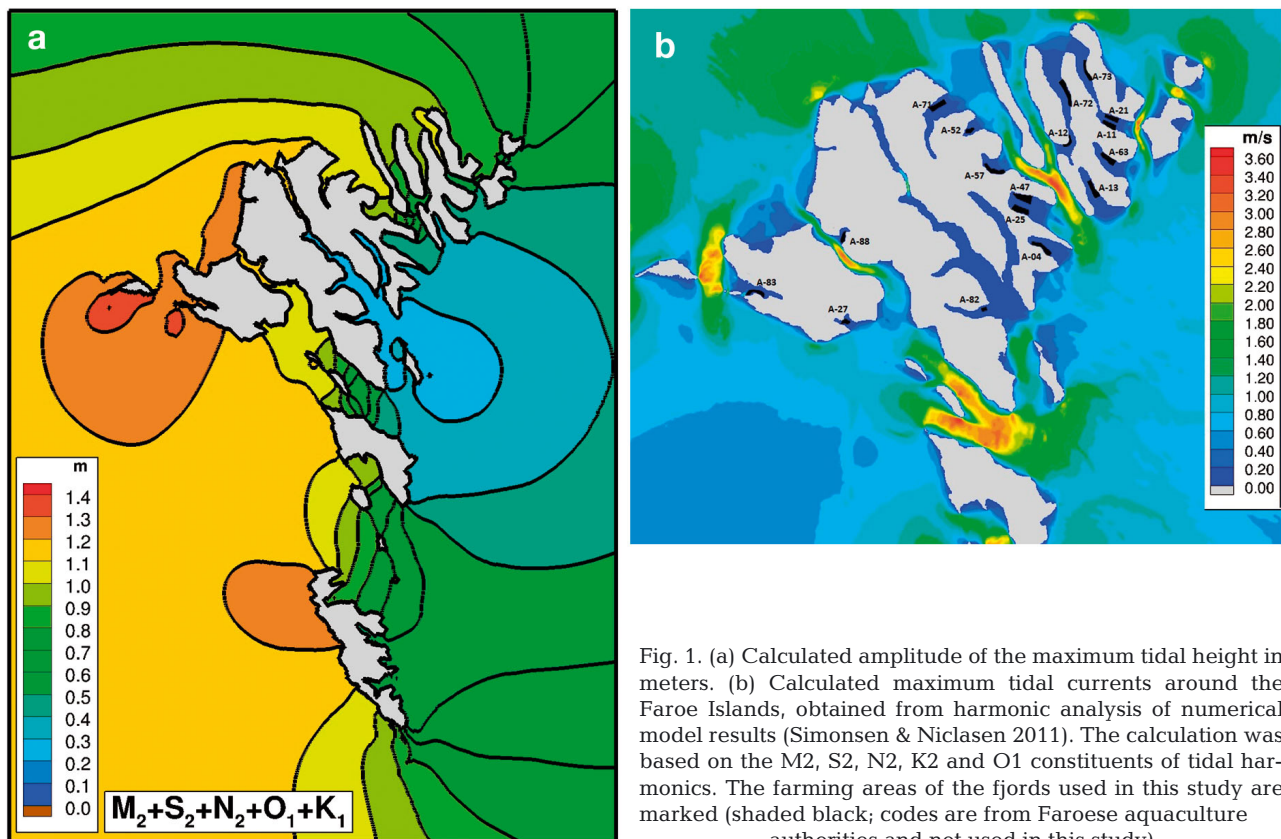 a
m
1.4
1.3
1.2
1.1
1.0
0.9
0.8
0.7
0.6
0.5
0.4
0.3
0.2
0.1
0.0
M₂+S₂+N₂+O₁+K₁
b
A-73
A-71
A-72
A-21
A-52
A-12
A-11
A-63
A-57
A-47
A-13
A-25
A-88
A-04
A-83
A-82
A-27
m/s
3.60
3.40
3.20
3.00
2.80
2.60
2.40
2.20
2.00
1.80
1.60
1.40
1.20
1.00
0.80
0.60
0.40
0.20
0.00
Fig. 1. (a) Calculated amplitude of the maximum tidal height in
meters. (b) Calculated maximum tidal currents around the
Faroe Islands, obtained from harmonic analysis of numerical
model results (Simonsen & Niclasen 2011). The calculation was
based on the M2, S2, N2, K2 and O1 constituents of tidal har-
monics. The farming areas of the fjords used in this study are
marked (shaded black; codes are from Faroese aquaculture
authorities and not used in this study)